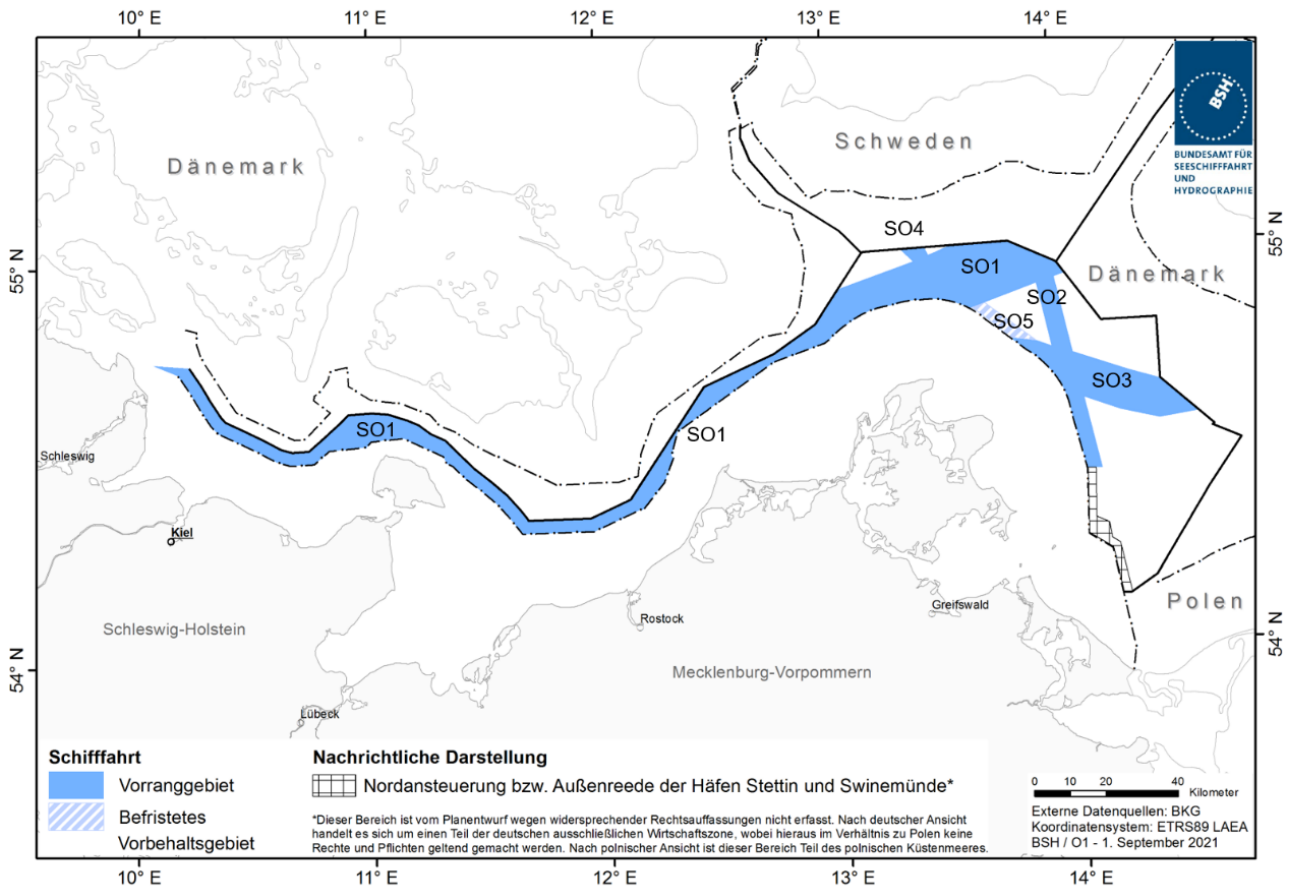 10° E 11° E 12° E 13° E 14° E
BSH
BUNDESAMT FÜR
SEESCHIFFFAHRT
UND
HYDROGRAPHIE
Schweden
Dänemark
SO4
55° N
55° N
SO1
Dänemark
SO2
SO5
SO3
SO1
SO1
Schleswig
Kiel
Polen
Greifswald
Rostock
Schleswig-Holstein
54° N
54° N
Mecklenburg-Vorpommern
Lübeck
Schifffahrt
Vorranggebiet
Befristetes
Vorbehaltsgebiet
Nachrichtliche Darstellung
Nordansteuerung bzw. Außenreede der Häfen Stettin und Swinemünde*
*Dieser Bereich ist vom Planentwurf wegen widersprechender Rechtsauffassungen nicht erfasst. Nach deutscher Ansicht
handelt es sich um einen Teil der deutschen ausschließlichen Wirtschaftszone, wobei hieraus im Verhältnis zu Polen keine
Rechte und Pflichten geltend gemacht werden. Nach polnischer Ansicht ist dieser Bereich Teil des polnischen Küstenmeeres.
0 10 20 40
Kilometer
Externe Datenquellen: BKG
Koordinatensystem: ETRS89 LAEA
BSH / O1 - 1. September 2021
10° E 11° E 12° E 13° E 14° E